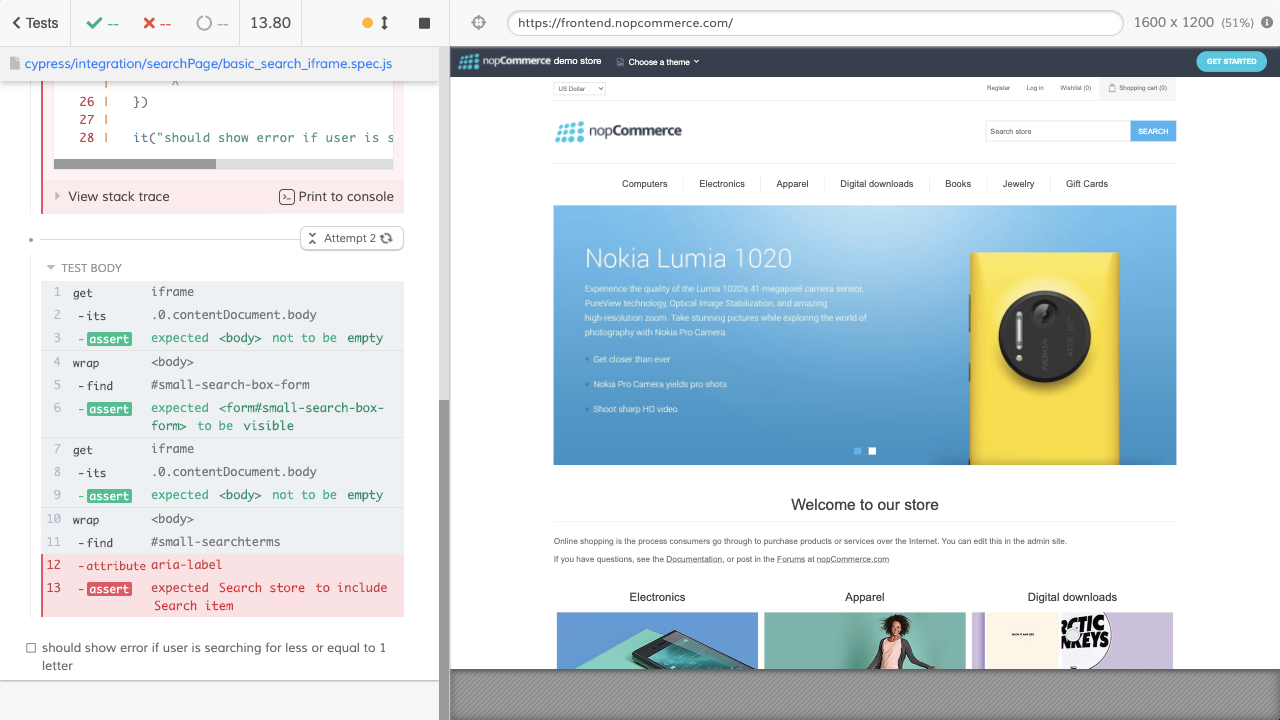 Tests
--
--
--
13.80
https://frontend.nopcommerce.com/
1600 x 1200 (51%)
cypress/integration/searchPage/basic_search_iframe.spec.js
^
26 | })
27 |
28 | it("should show error if user is s
View stack trace
Print to console
Attempt 2
TEST BODY
1 get iframe
2 -its .0.contentDocument.body
3 -assert expected <body> not to be empty
4 wrap <body>
5 -find #small-search-box-form
6 -assert expected <form#small-search-box-
form> to be visible
7 get iframe
8 -its .0.contentDocument.body
9 -assert expected <body> not to be empty
10 wrap <body>
11 -find #small-searchterms
12 -attribute aria-label
13 -assert expected Search store to include
Search item
should show error if user is searching for less or equal to 1
letter
nopCommerce demo store
Choose a theme
GET STARTED
US Dollar
Register
Log in
Wishlist (0)
Shopping cart (0)
nopCommerce
Search store
SEARCH
Computers
Electronics
Apparel
Digital downloads
Books
Jewelry
Gift Cards
Nokia Lumia 1020
Experience the quality of the Lumia 1020's 41-megapixel camera sensor,
PureView technology, Optical Image Stabilization, and amazing
high-resolution zoom. Take stunning pictures while exploring the world of
photography with Nokia Pro Camera.
Get closer than ever
Nokia Pro Camera yields pro shots
Shoot sharp HD video
NOKIA
Welcome to our store
Online shopping is the process consumers go through to purchase products or services over the Internet. You can edit this in the admin site.
If you have questions, see the Documentation, or post in the Forums at nopCommerce.com
Electronics
Apparel
Digital downloads